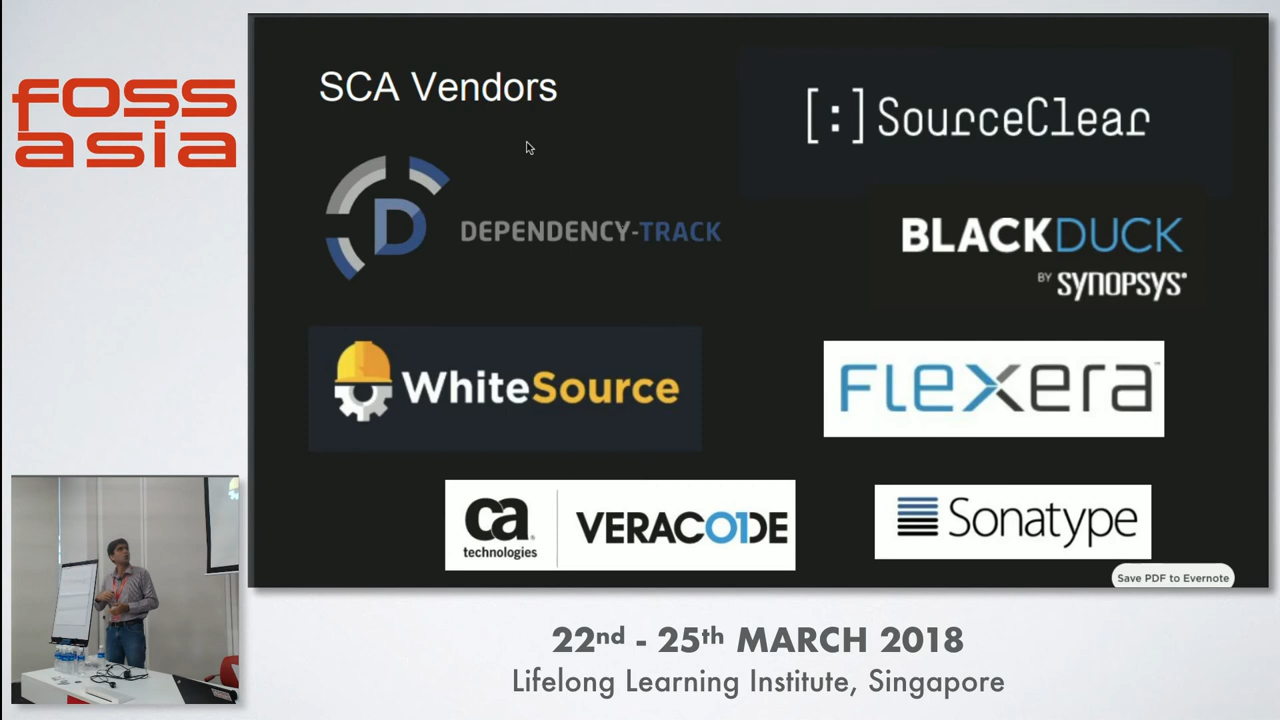 foss
asia
SCA Vendors
[:]SourceClear
DEPENDENCY-TRACK
BLACKDUCK
BY SYNOPSYS
WhiteSource
FLEXera™
ca
technologies
VERACODE
Sonatype
Save PDF to Evernote
22nd - 25th MARCH 2018
Lifelong Learning Institute, Singapore